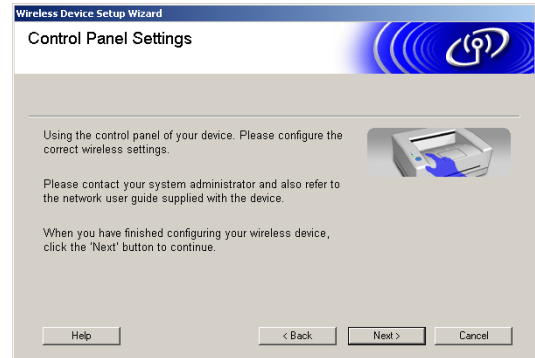 Wireless Device Setup Wizard
Control Panel Settings
Using the control panel of your device. Please configure the
correct wireless settings.
Please contact your system administrator and also refer to
the network user guide supplied with the device.
When you have finished configuring your wireless device,
click the 'Next' button to continue.
Help
< Back
Next >
Cancel